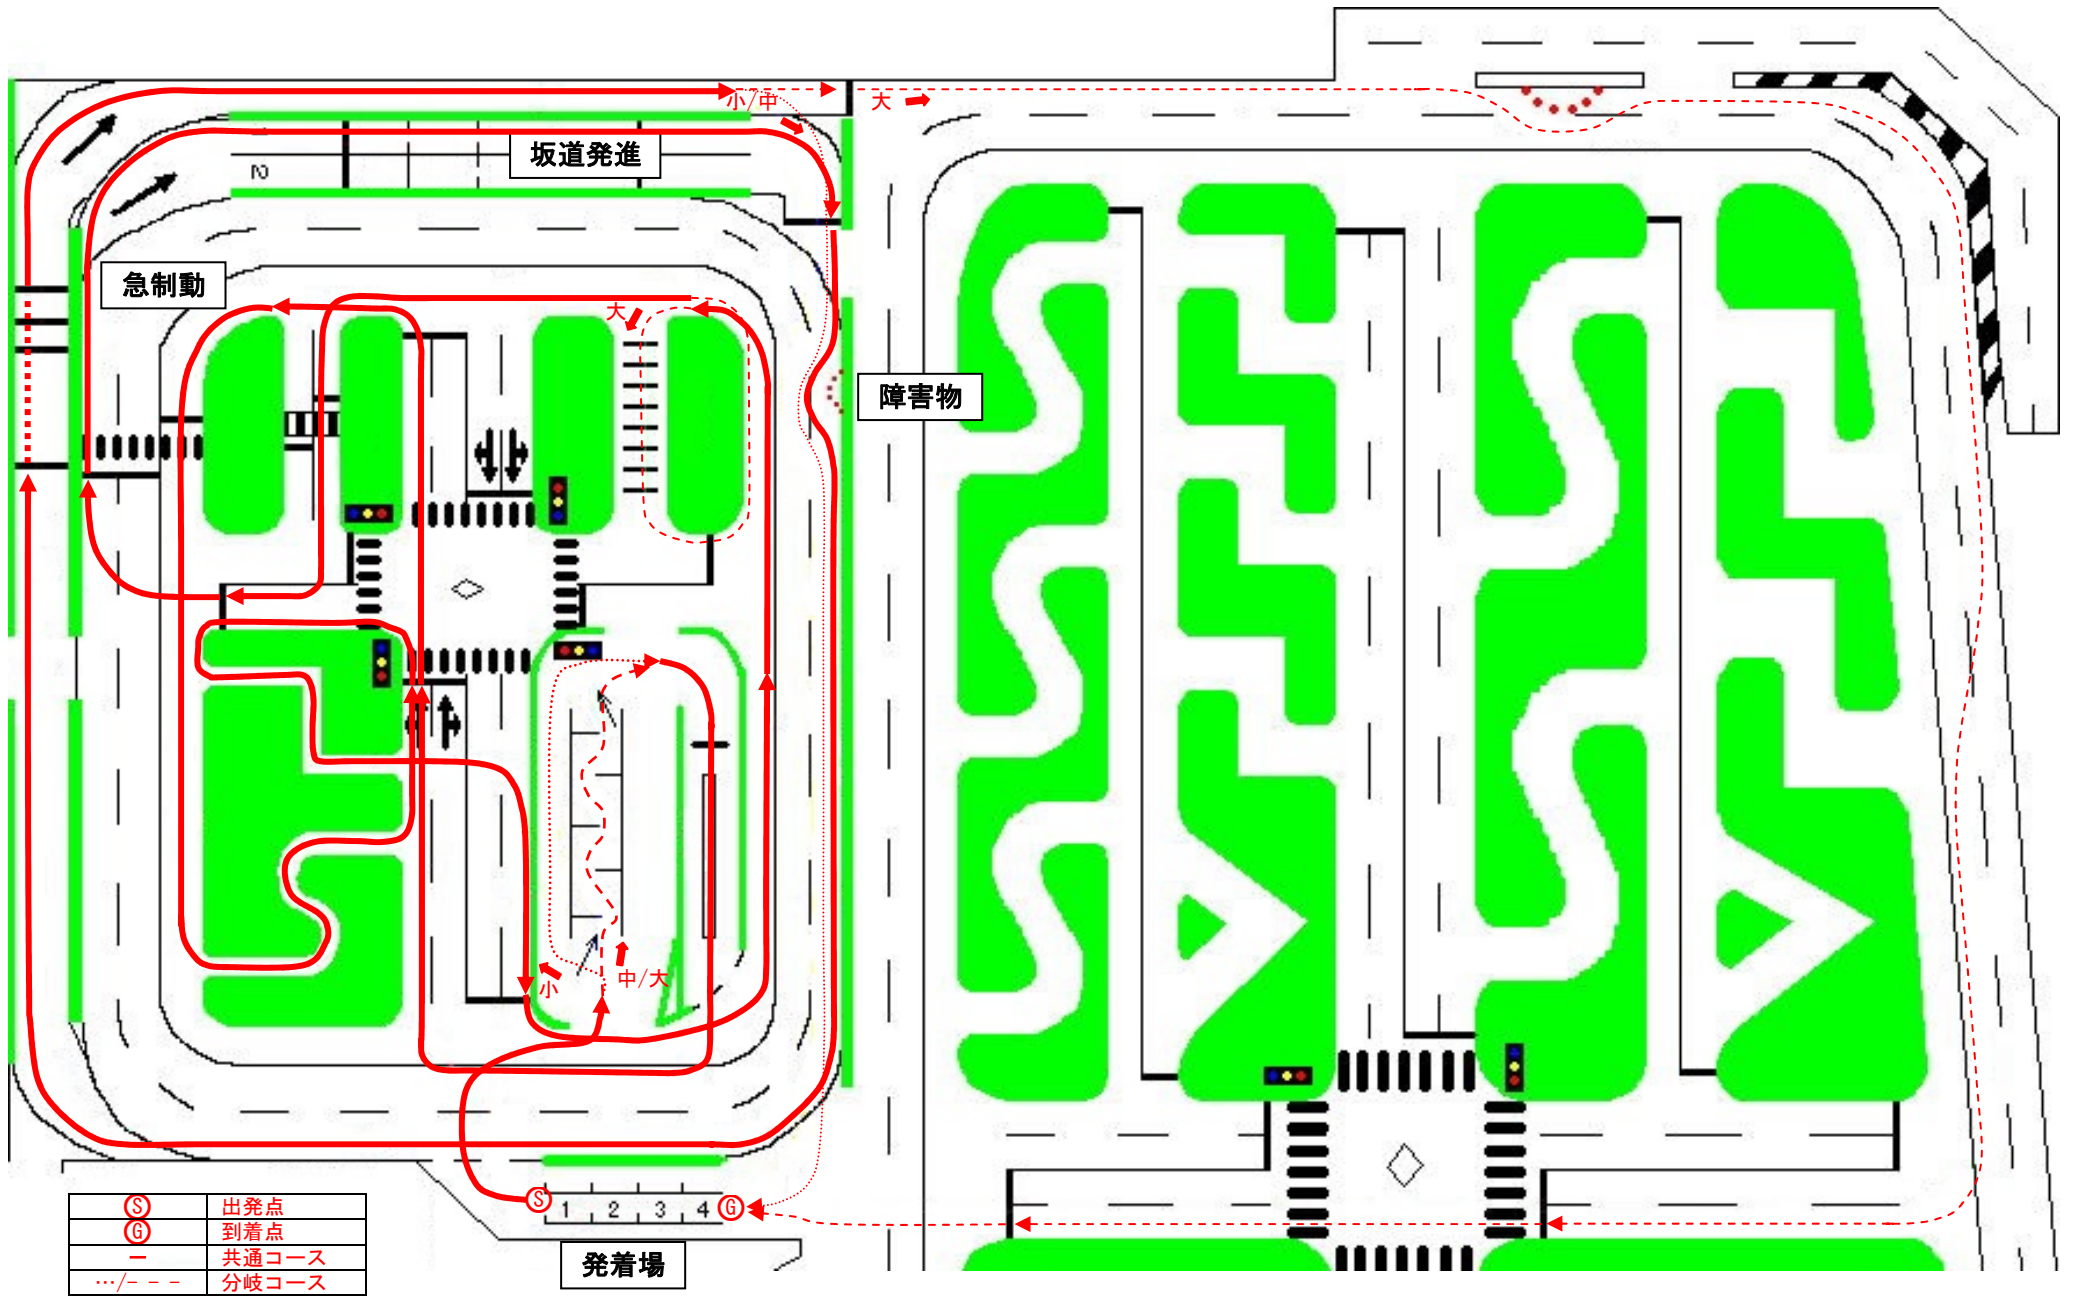 小/中
大
坂道発進
2
急制動
大
障害物
小
中/大
S
1
2
3
4
G
発着場
S 出発点
G 到着点
ー 共通コース
…/- - - 分岐コース